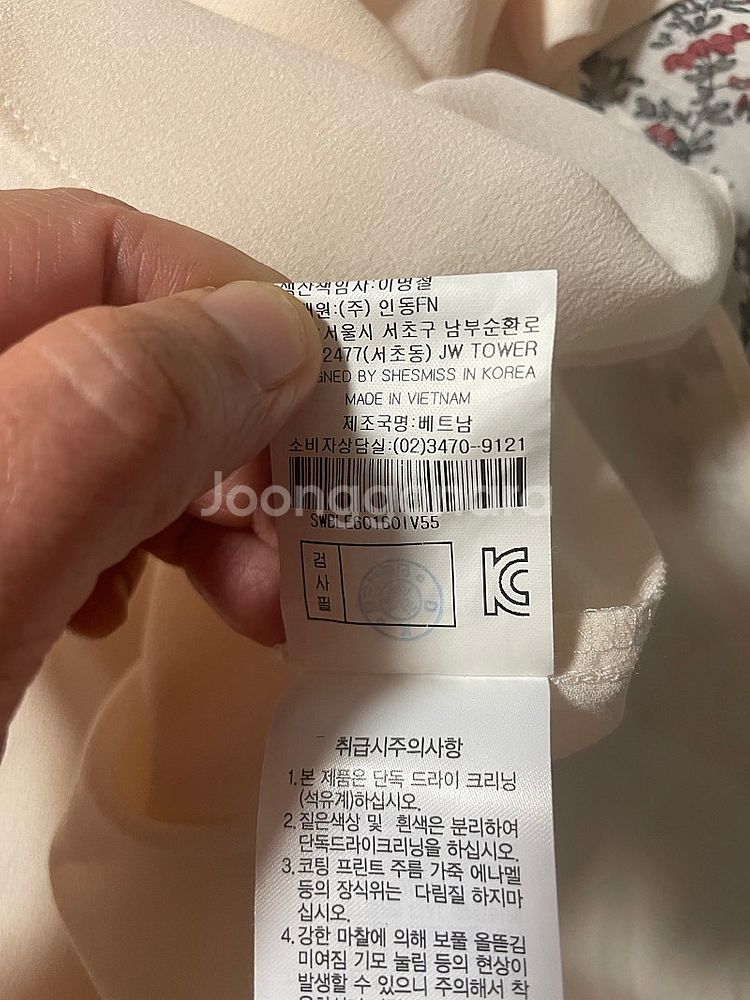 생산책임자:이명철
원:(주) 인동FN
서울시 서초구 남부순환로
2477(서초동) JW TOWER
GNED BY SHESMISS IN KOREA
MADE IN VIETNAM
제조국명:베트남
소비자상담실:(02)3470-9121
SWBLE6C160IV55
검사필
취급시주의사항
1.본 제품은 단독 드라이 크리닝
(석유계)하십시오.
2.짙은색상 및 흰색은 분리하여
단독드라이크리닝을 하십시오.
3.코팅 프린트 주름 가죽 에나멜
등의 장식위는 다림질 하지마
십시오.
4.강한 마찰에 의해 보풀 올뜯김
미여짐 기모 눌림 등의 현상이
발생할 수 있으니 주의해서 착